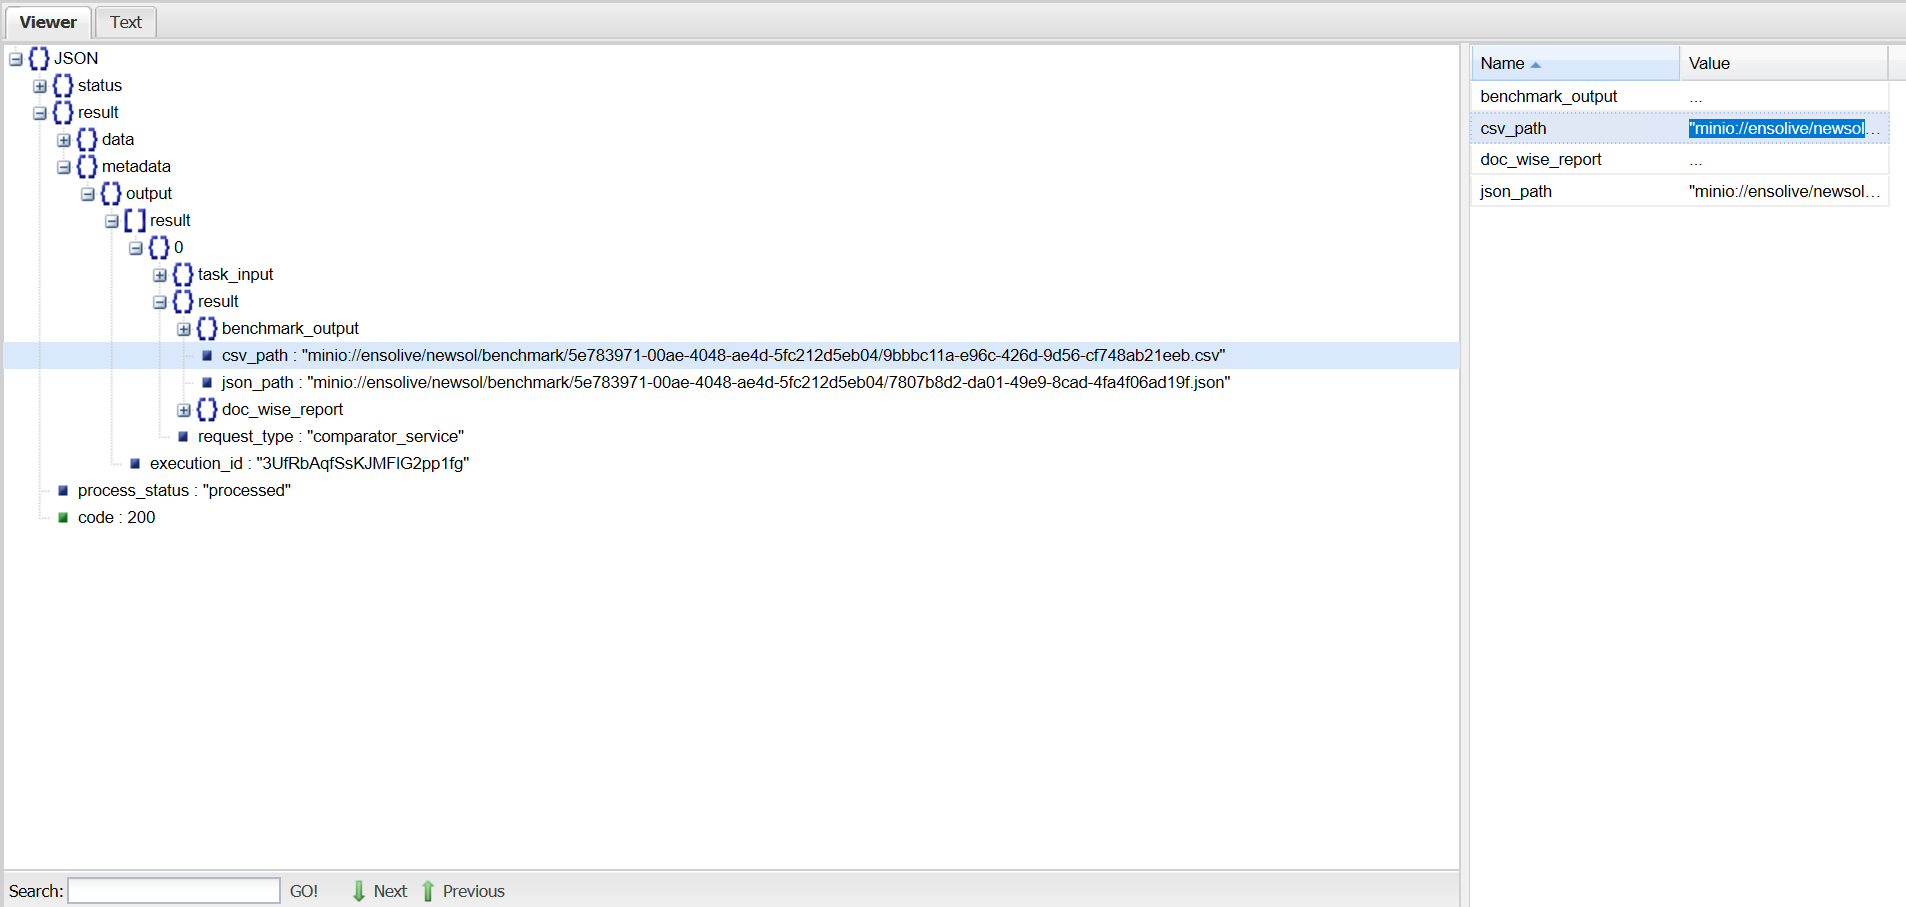 Viewer Text
JSON
status
result
data
metadata
output
result
0
task_input
result
benchmark_output
csv_path : "minio://ensolive/newsol/benchmark/5e783971-00ae-4048-ae4d-5fc212d5eb04/9bbbc11a-e96c-426d-9d56-cf748ab21eeb.csv"
json_path : "minio://ensolive/newsol/benchmark/5e783971-00ae-4048-ae4d-5fc212d5eb04/7807b8d2-da01-49e9-8cad-4fa4f06ad19f.json"
doc_wise_report
request_type : "comparator_service"
execution_id : "3UfRbAqfSsKJMFIG2pp1fg"
process_status : "processed"
code : 200
Name Value
benchmark_output ...
csv_path "minio://ensolive/newsol...
doc_wise_report ...
json_path "minio://ensolive/newsol...
Search: GO! Next Previous